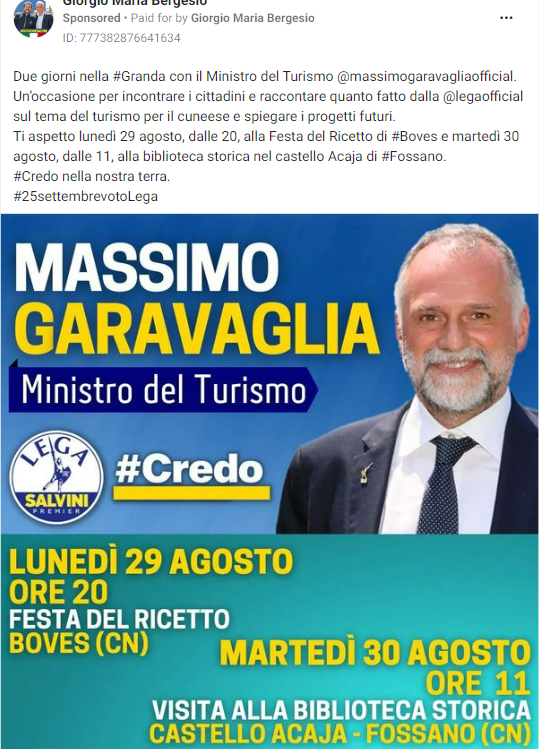 Giorgio Maria Bergesio
Sponsored • Paid for by Giorgio Maria Bergesio
ID: 777382876641634
Due giorni nella #Granda con il Ministro del Turismo @massimogaravagliaofficial.
Un'occasione per incontrare i cittadini e raccontare quanto fatto dalla @legaofficial
sul tema del turismo per il cuneese e spiegare i progetti futuri.
Ti aspetto lunedì 29 agosto, dalle 20, alla Festa del Ricetto di #Boves e martedì 30
agosto, dalle 11, alla biblioteca storica nel castello Acaja di #Fossano.
#Credo nella nostra terra.
#25settembrevotoLega
MASSIMO
GARAVAGLIA
Ministro del Turismo
LEGA
SALVINI
PREMIER
#Credo
LUNEDÌ 29 AGOSTO
ORE 20
FESTA DEL RICETTO
BOVES (CN)
MARTEDÌ 30 AGOSTO
ORE 11
VISITA ALLA BIBLIOTECA STORICA
CASTELLO ACAJA - FOSSANO (CN)